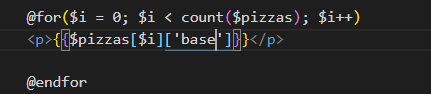 @for($i = 0; $i < count($pizzas); $i++)
<p>{{$pizzas[$i]['base']}}</p>
@endfor